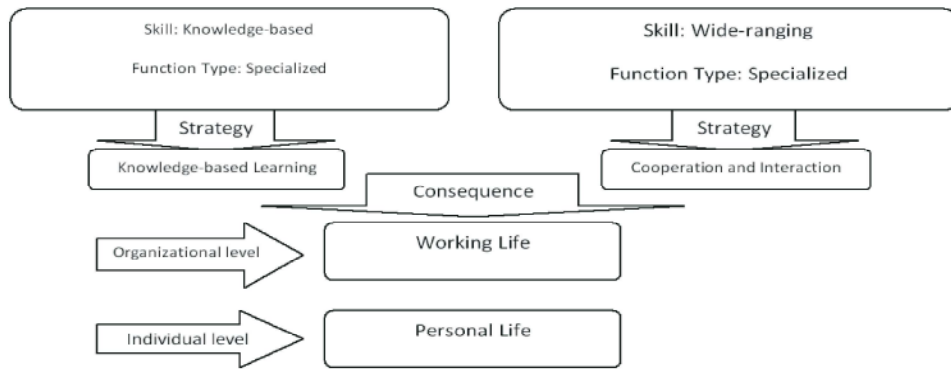 Skill: Knowledge-based
Function Type: Specialized
Skill: Wide-ranging
Function Type: Specialized
Strategy
Strategy
Knowledge-based Learning
Cooperation and Interaction
Consequence
Organizational level
Working Life
Individual level
Personal Life